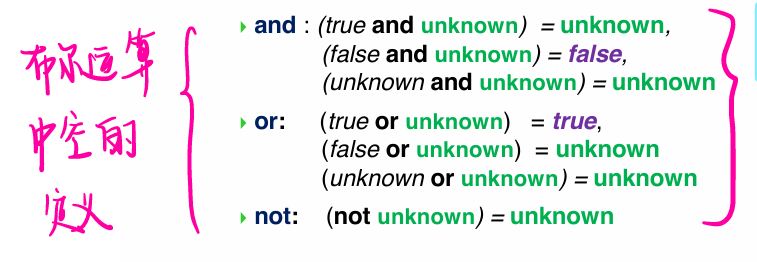 布尔运算
中空的
定义
and : (true and unknown) = unknown,
(false and unknown) = false,
(unknown and unknown) = unknown
or: (true or unknown) = true,
(false or unknown) = unknown
(unknown or unknown) = unknown
not: (not unknown) = unknown